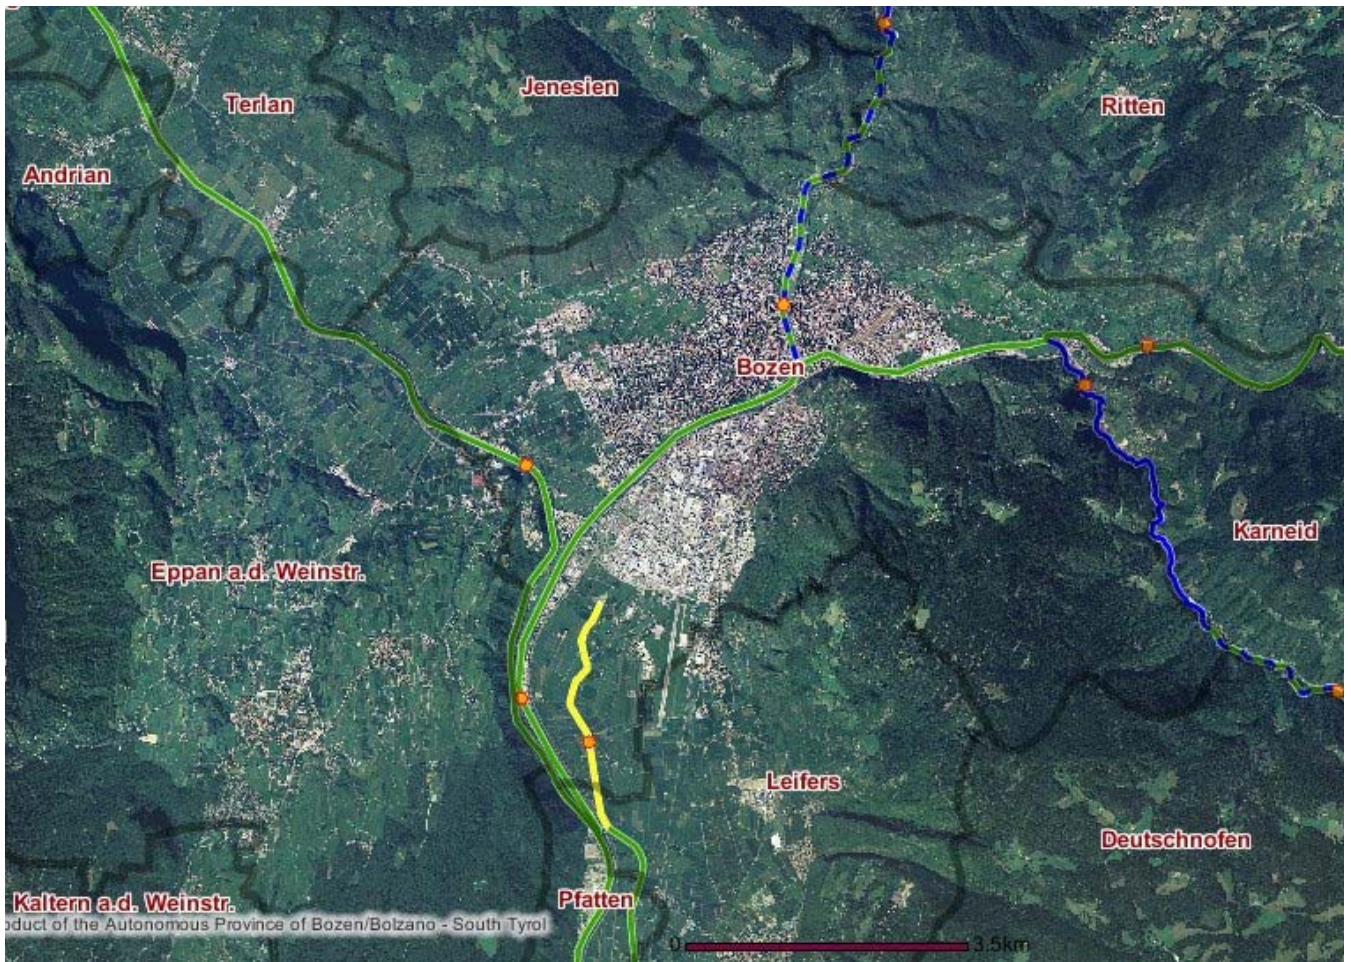 Jenesien
Terlan
Ritten
Andrian
Bozen
Karneid
Eppan a.d. Weinstr.
Leifers
Deutschnofen
Pfatten
Kaltern a.d. Weinstr.
oduct of the Autonomous Province of Bozen/Bolzano - South Tyrol
0 3.5km